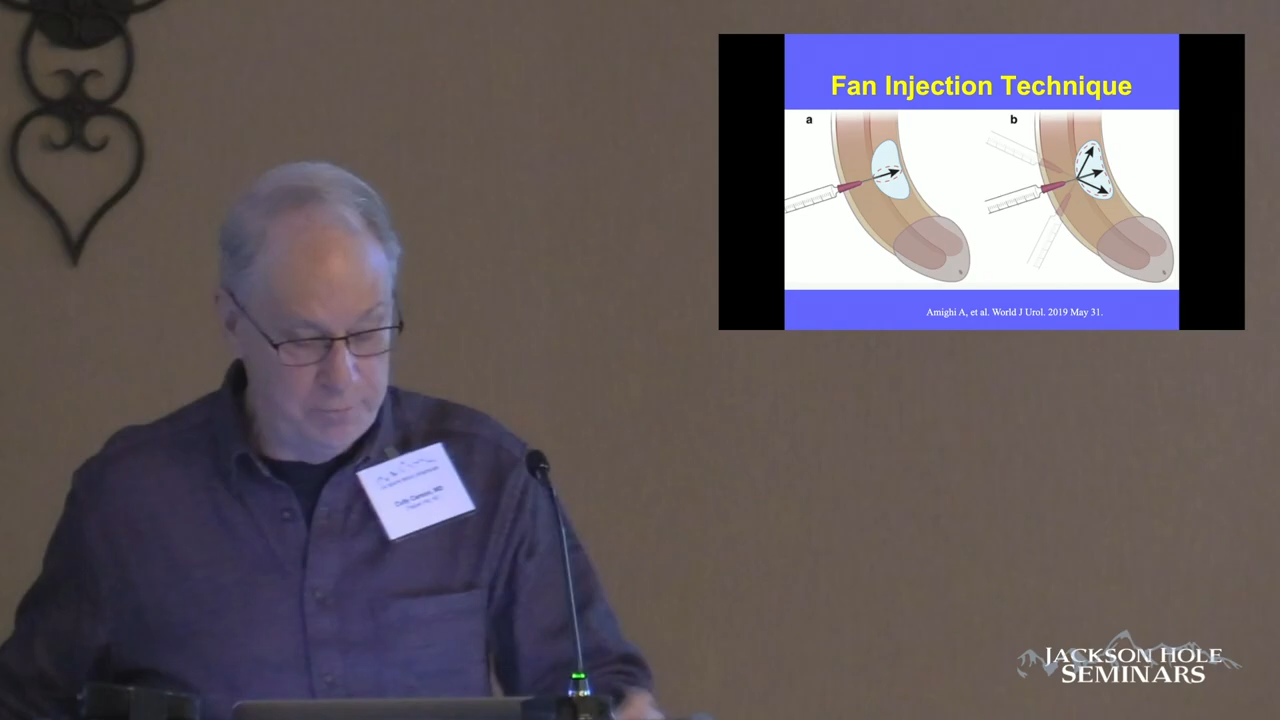 Fan Injection Technique
a
b
Amighi A, et al. World J Urol. 2019 May 31.
JACKSON HOLE
SEMINARS